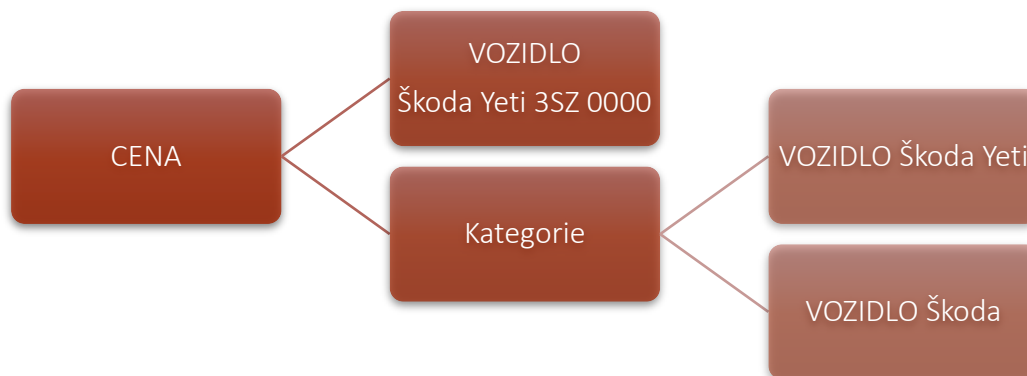 CENA
VOZIDLO
Škoda Yeti 3SZ 0000
Kategorie
VOZIDLO Škoda Yeti
VOZIDLO Škoda